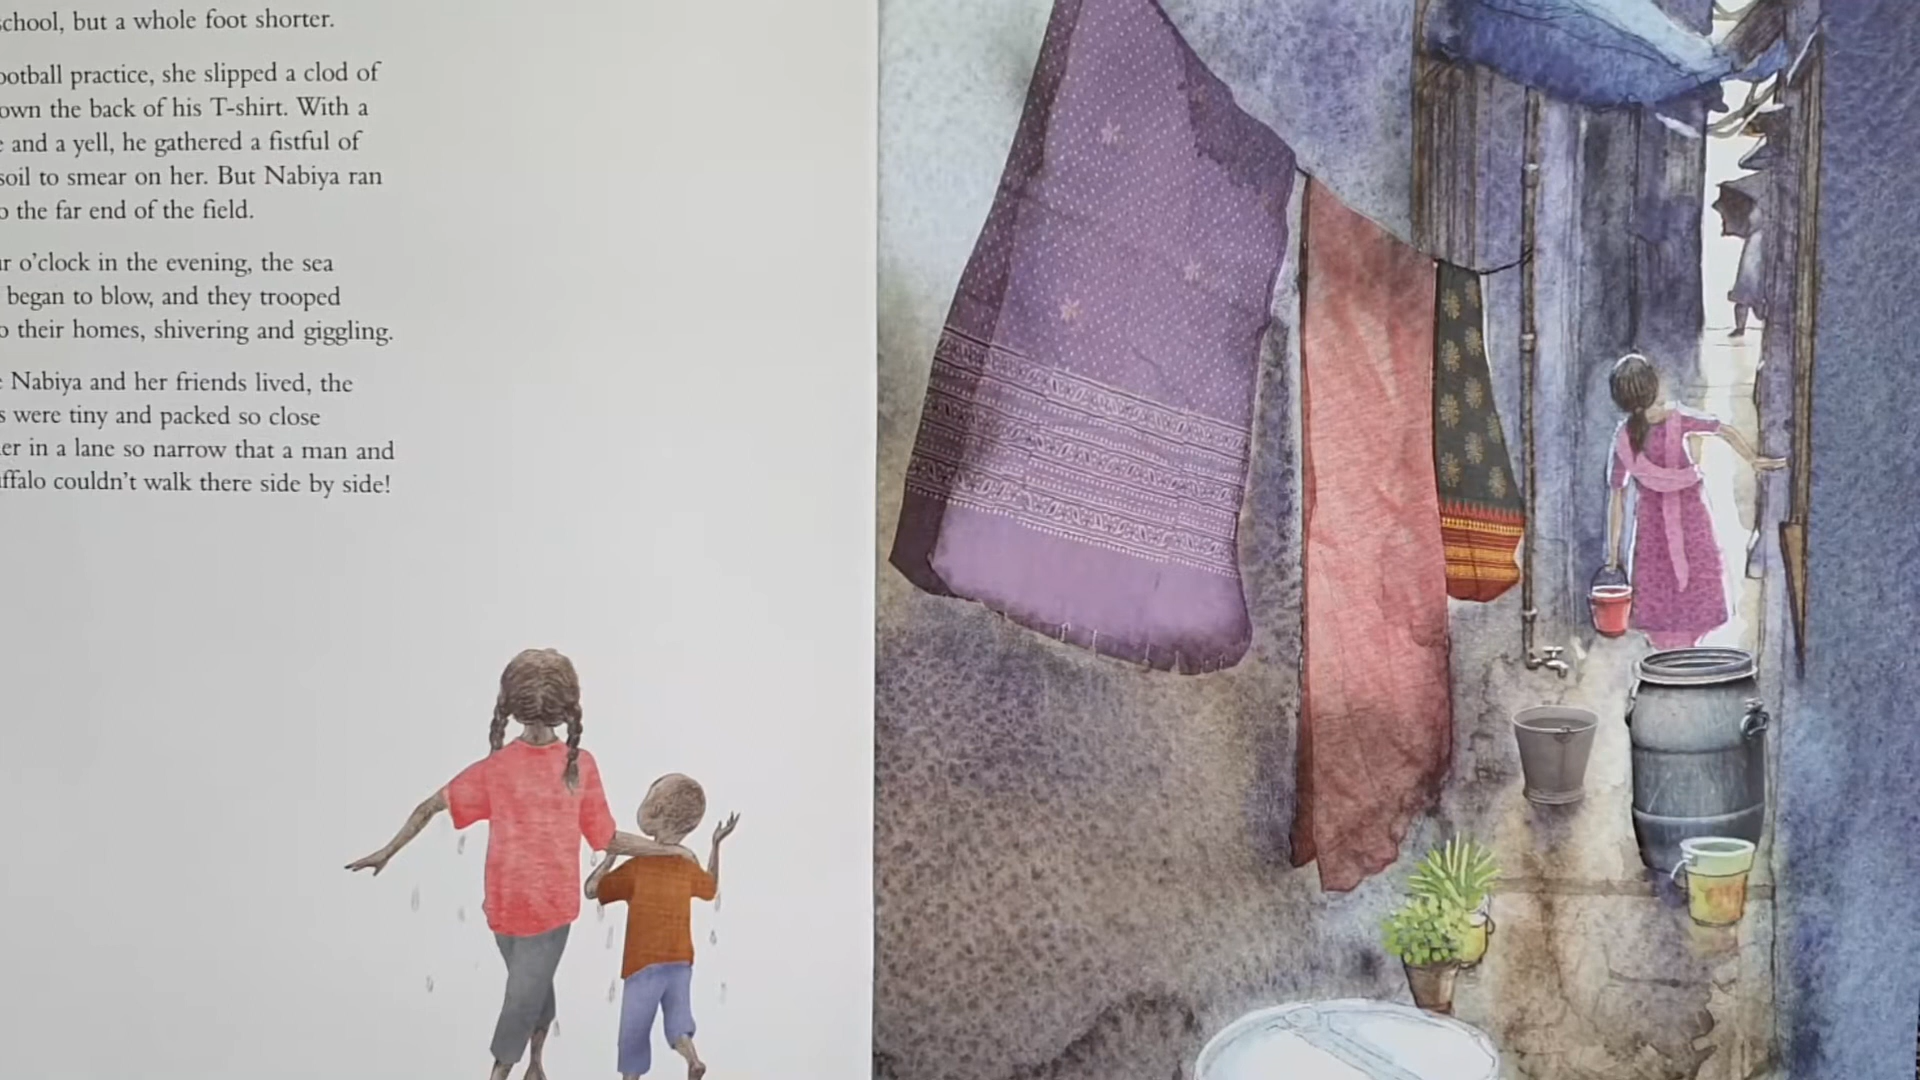 school, but a whole foot shorter.
ootball practice, she slipped a clod of
own the back of his T-shirt. With a
e and a yell, he gathered a fistful of
soil to smear on her. But Nabiya ran
o the far end of the field.
ur o'clock in the evening, the sea
began to blow, and they trooped
o their homes, shivering and giggling.
e Nabiya and her friends lived, the
s were tiny and packed so close
er in a lane so narrow that a man and
uffalo couldn't walk there side by side!